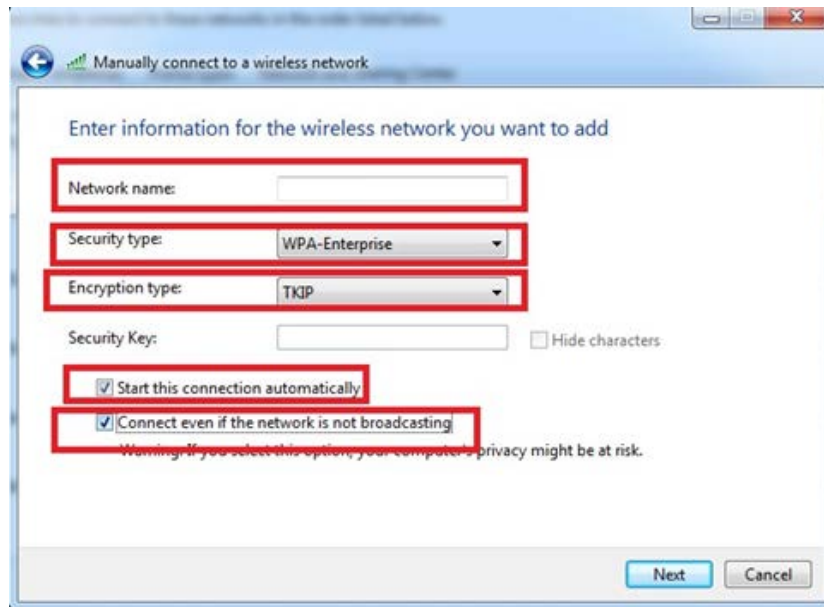 Manually connect to a wireless network
Enter information for the wireless network you want to add
Network name:
Security type: WPA-Enterprise
Encryption type: TKIP
Security Key: Hide characters
Start this connection automatically
Connect even if the network is not broadcasting
Warning: If you select this option, your computer's privacy might be at risk.
Next Cancel